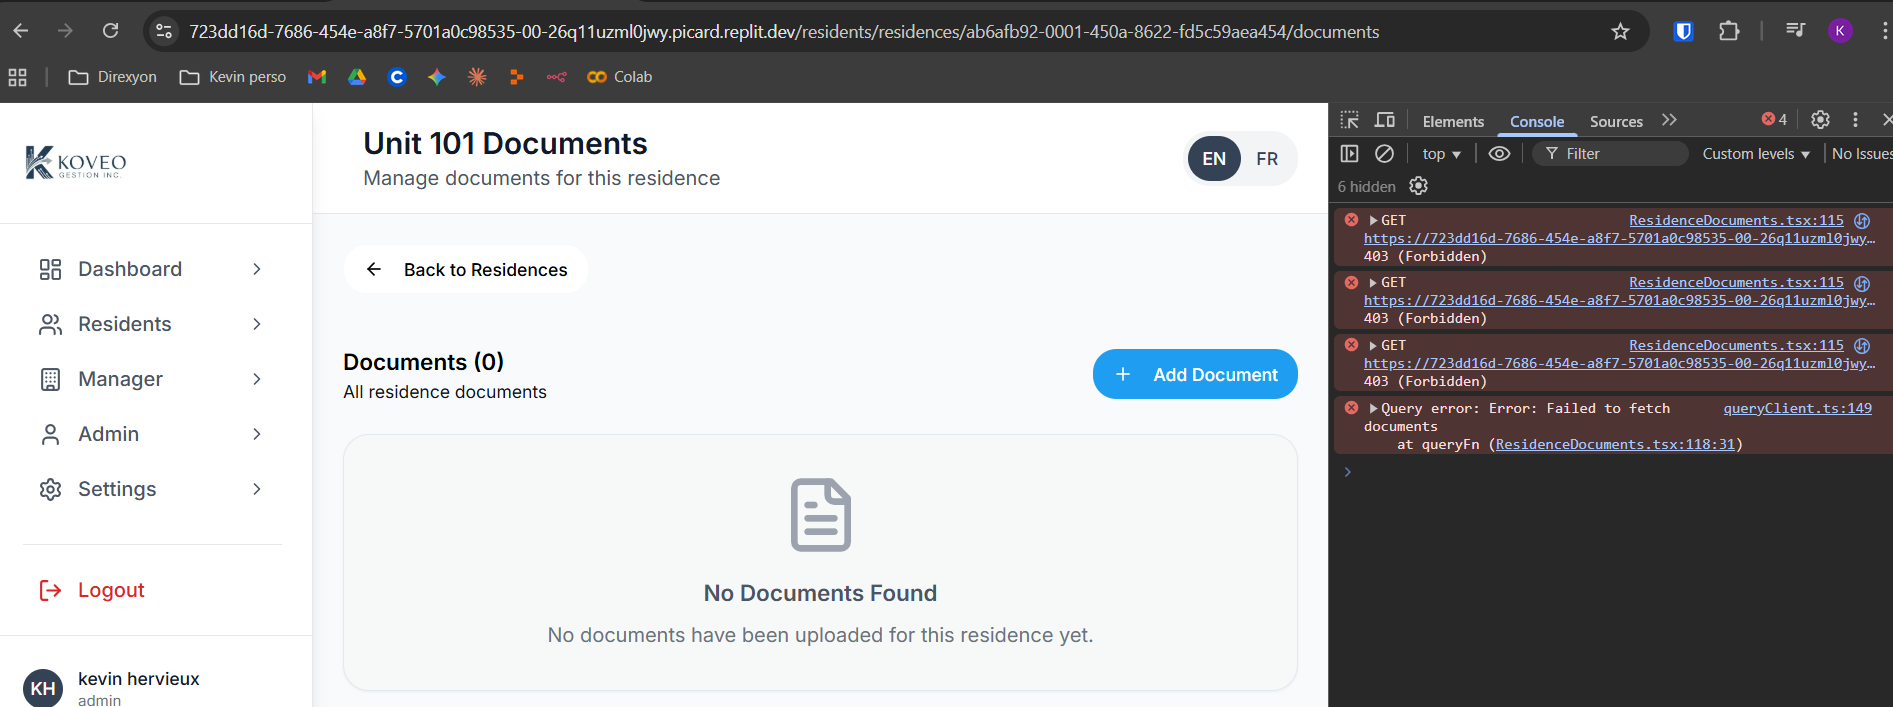 723dd16d-7686-454e-a8f7-5701a0c98535-00-26q11uzml0jwy.picard.replit.dev/residents/residences/ab6afb92-0001-450a-8622-fd5c59aea454/documents
K
Direxyon
Kevin perso
Colab
KOVEO
GESTION INC.
Dashboard
Residents
Manager
Admin
Settings
Logout
KH
kevin hervieux
admin
Unit 101 Documents
Manage documents for this residence
EN FR
Back to Residences
Documents (0)
All residence documents
Add Document
No Documents Found
No documents have been uploaded for this residence yet.
Elements Console Sources 4
top Filter Custom levels No Issues
6 hidden
GET ResidenceDocuments.tsx:115
https://723dd16d-7686-454e-a8f7-5701a0c98535-00-26q11uzml0jwy…
403 (Forbidden)
GET ResidenceDocuments.tsx:115
https://723dd16d-7686-454e-a8f7-5701a0c98535-00-26q11uzml0jwy…
403 (Forbidden)
GET ResidenceDocuments.tsx:115
https://723dd16d-7686-454e-a8f7-5701a0c98535-00-26q11uzml0jwy…
403 (Forbidden)
Query error: Error: Failed to fetch queryClient.ts:149
documents
at queryFn (ResidenceDocuments.tsx:118:31)